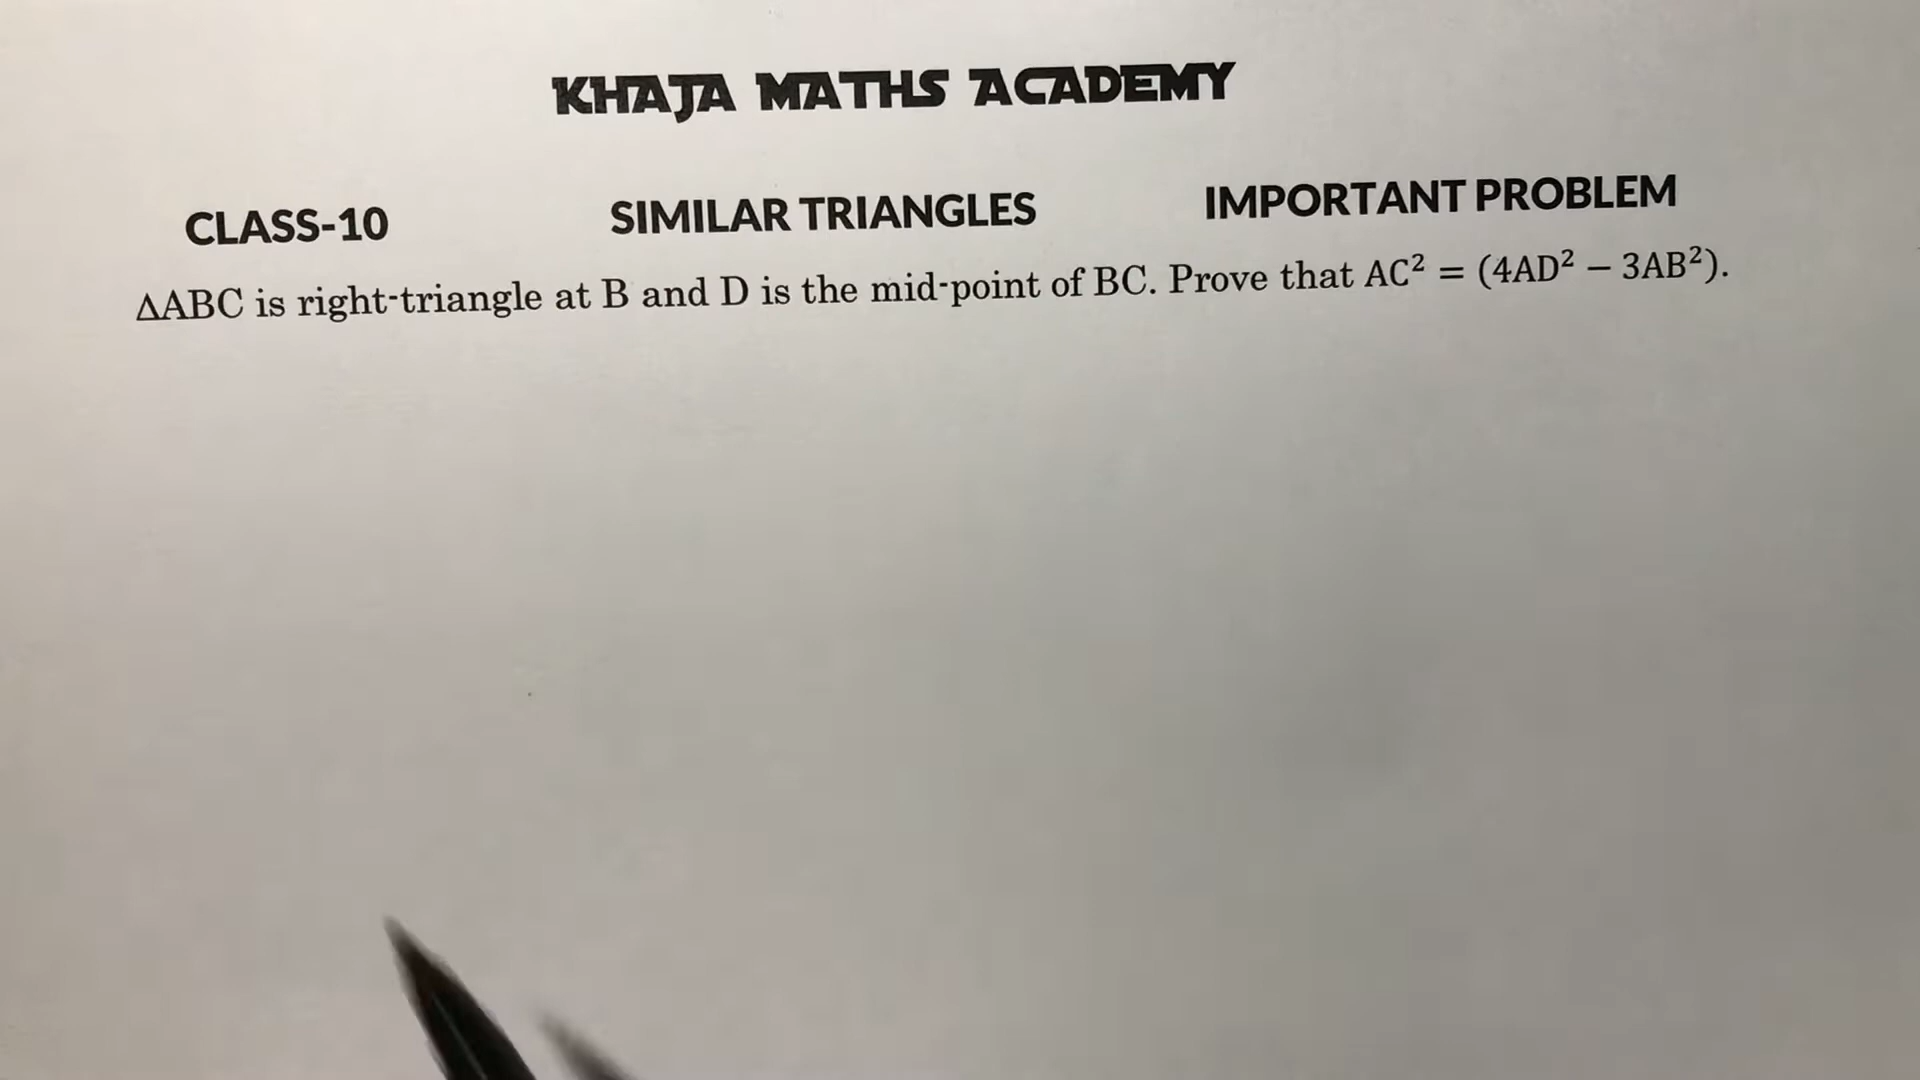 KHAJA MATHS ACADEMY
CLASS-10 SIMILAR TRIANGLES IMPORTANT PROBLEM
∆ABC is right-triangle at B and D is the mid-point of BC. Prove that AC² = (4AD² – 3AB²).